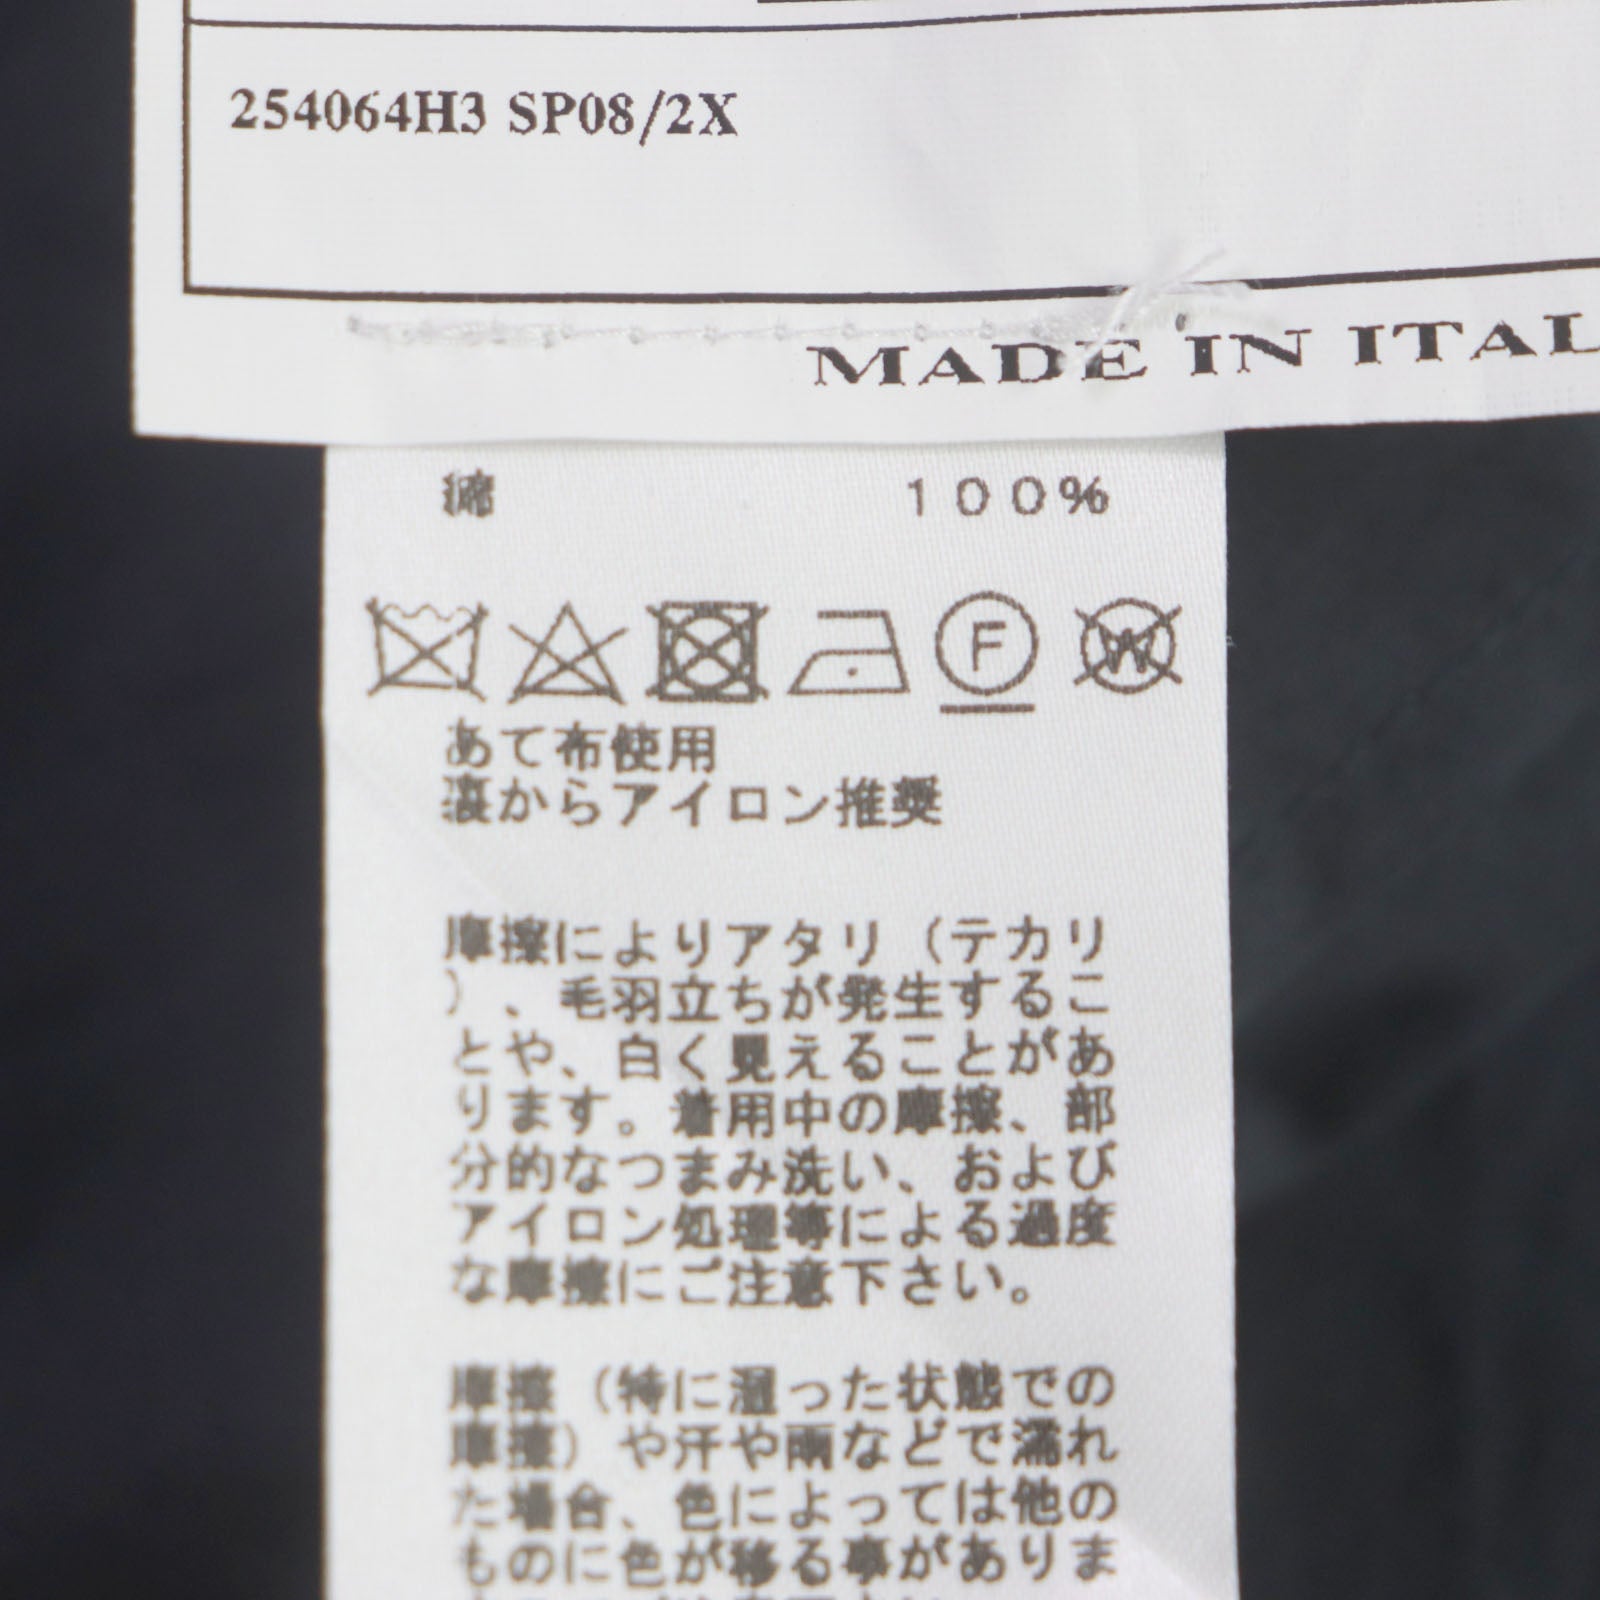 254064H3 SP08/2X
MADE IN ITAL
綿 100%
F W
あて布使用
裏からアイロン推奨
摩擦によりアタリ（テカリ
）、毛羽立ちが発生するこ
とや、白く見えることがあ
ります。着用中の摩擦、部
分的なつまみ洗い、および
アイロン処理等による過度
な摩擦にご注意下さい。
摩擦（特に湿った状態での
摩擦）や汗や雨などで濡れ
た場合、色によっては他の
ものに色が移る事がありま